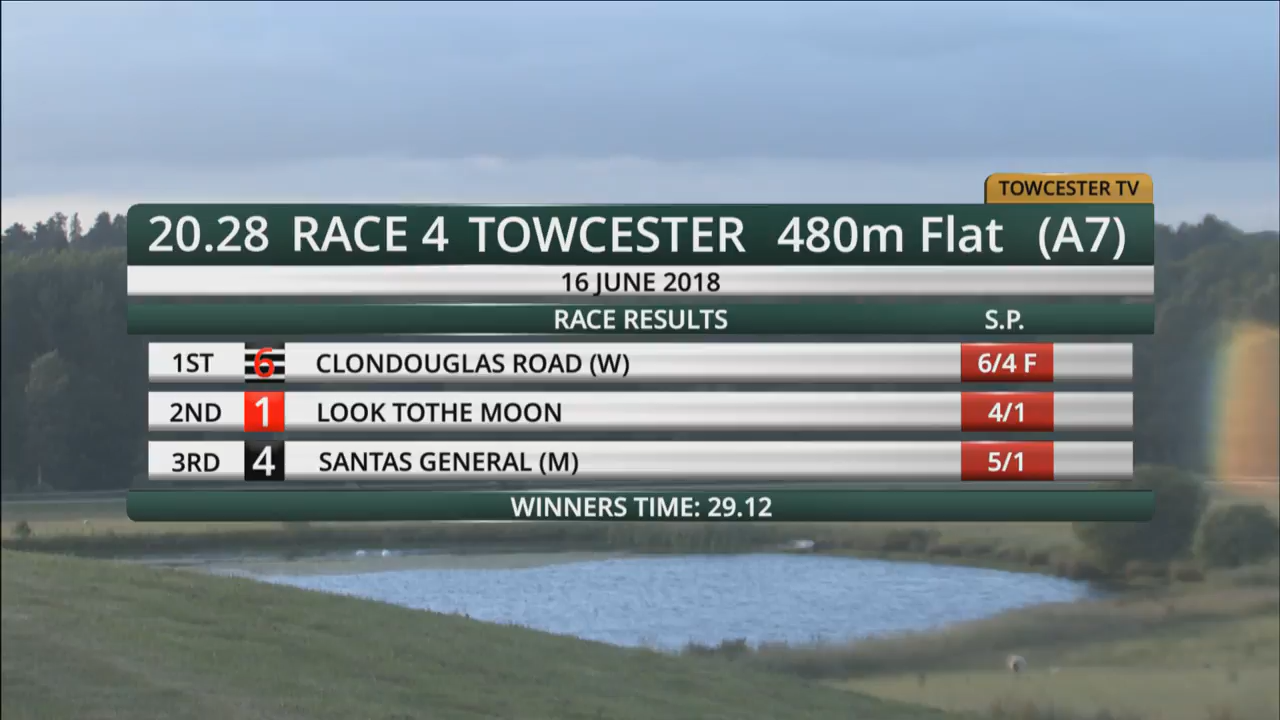 TOWCESTER TV
20.28 RACE 4 TOWCESTER 480m Flat (A7)
16 JUNE 2018
RACE RESULTS S.P.
1ST 6 CLONDOUGLAS ROAD (W) 6/4 F
2ND 1 LOOK TOTHE MOON 4/1
3RD 4 SANTAS GENERAL (M) 5/1
WINNERS TIME: 29.12